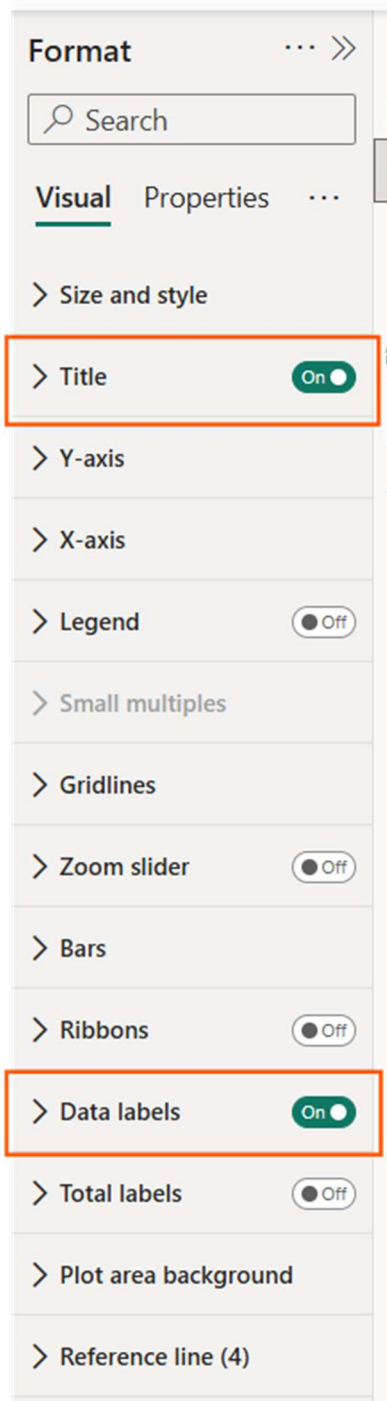 Format
Search
Visual Properties ...
Size and style
Title On
Y-axis
X-axis
Legend Off
Small multiples
Gridlines
Zoom slider Off
Bars
Ribbons Off
Data labels On
Total labels Off
Plot area background
Reference line (4)